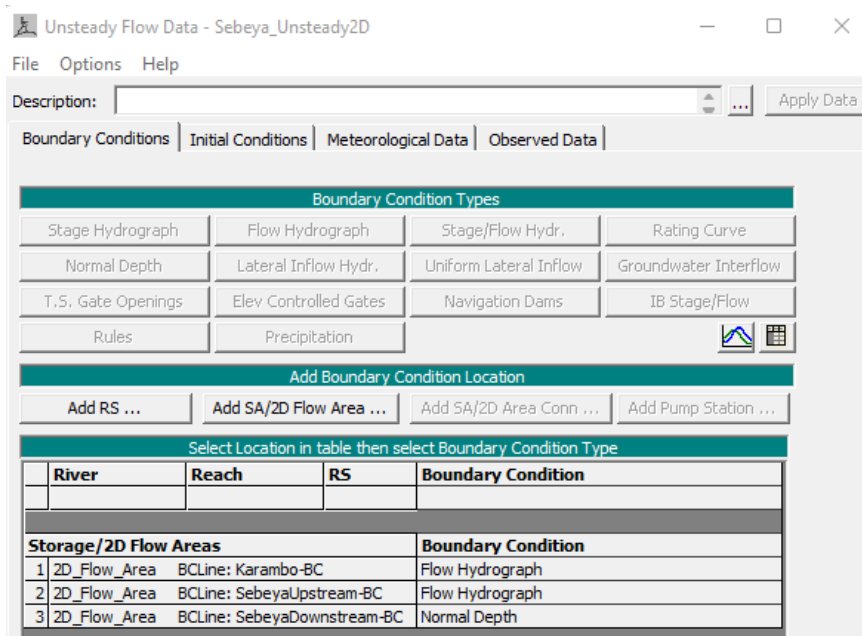 Unsteady Flow Data - Sebeya_Unsteady2D
File Options Help
Description: ... Apply Data
Boundary Conditions Initial Conditions Meteorological Data Observed Data
Boundary Condition Types
Stage Hydrograph Flow Hydrograph Stage/Flow Hydr. Rating Curve
Normal Depth Lateral Inflow Hydr. Uniform Lateral Inflow Groundwater Interflow
T.S. Gate Openings Elev Controlled Gates Navigation Dams IB Stage/Flow
Rules Precipitation
Add Boundary Condition Location
Add RS ... Add SA/2D Flow Area ... Add SA/2D Area Conn ... Add Pump Station ...
Select Location in table then select Boundary Condition Type
River Reach RS Boundary Condition
Storage/2D Flow Areas Boundary Condition
1 2D_Flow_Area BCLine: Karambo-BC Flow Hydrograph
2 2D_Flow_Area BCLine: SebeyaUpstream-BC Flow Hydrograph
3 2D_Flow_Area BCLine: SebeyaDownstream-BC Normal Depth